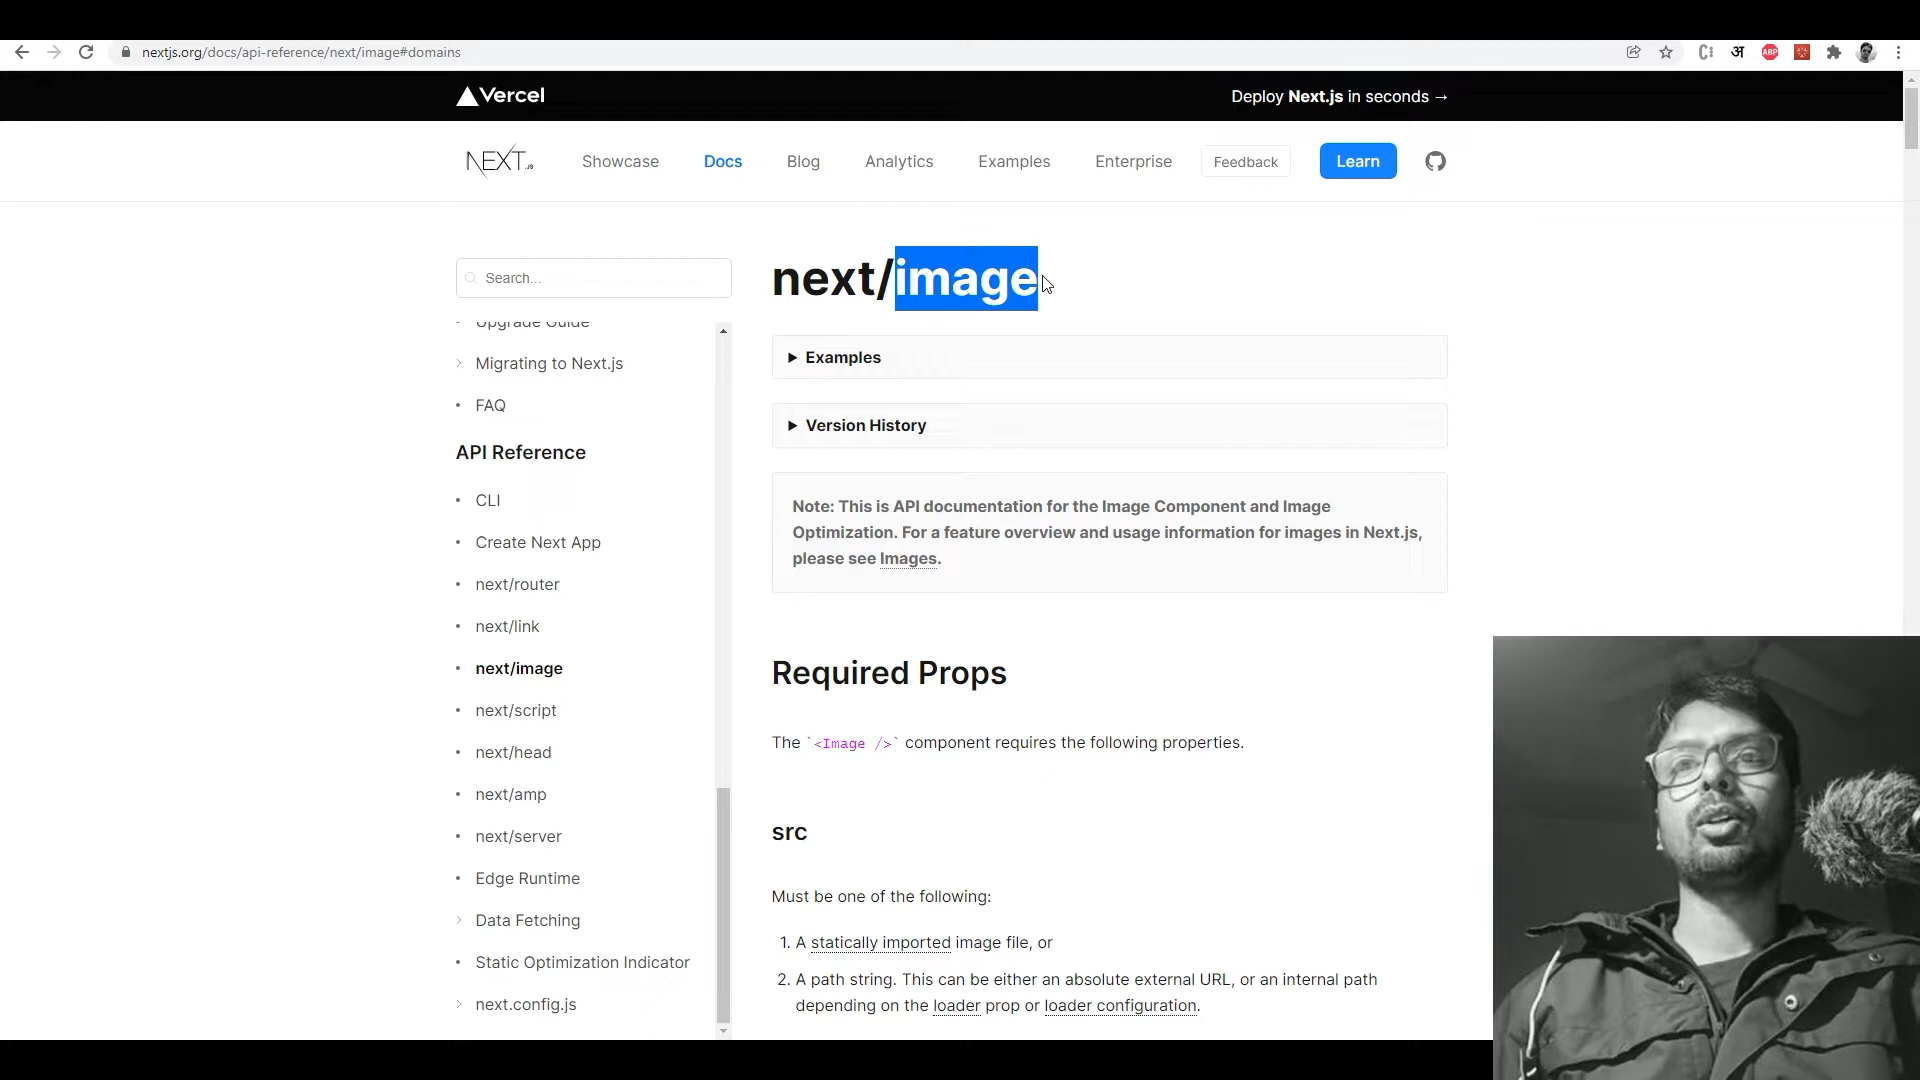 nextjs.org/docs/api-reference/next/image#domains
अ
ABP
Vercel
Deploy Next.js in seconds →
NEXT.JS
Showcase
Docs
Blog
Analytics
Examples
Enterprise
Feedback
Learn
Search...
Upgrade Guide
Migrating to Next.js
FAQ
API Reference
CLI
Create Next App
next/router
next/link
next/image
next/script
next/head
next/amp
next/server
Edge Runtime
Data Fetching
Static Optimization Indicator
next.config.js
next/image
Examples
Version History
Note: This is API documentation for the Image Component and Image
Optimization. For a feature overview and usage information for images in Next.js,
please see Images.
Required Props
The `<Image />` component requires the following properties.
src
Must be one of the following:
1. A statically imported image file, or
2. A path string. This can be either an absolute external URL, or an internal path
depending on the loader prop or loader configuration.